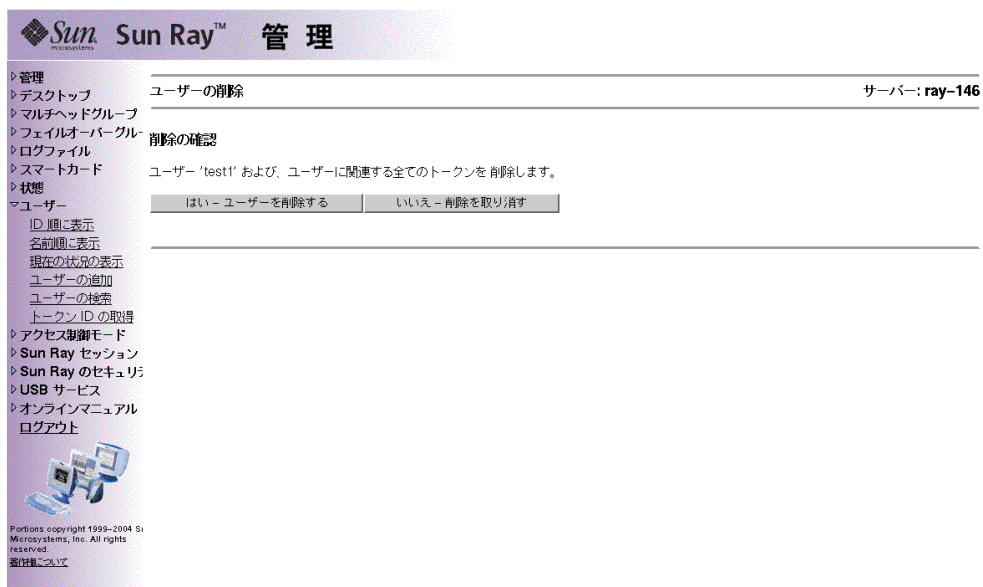 Sun microsystems Sun Ray™ 管理
▷管理
▷デスクトップ
▷マルチヘッドグループ
▷フェイルオーバーグルー
▷ログファイル
▷スマートカード
▷状態
▽ユーザー
ID 順に表示
名前順に表示
現在の状況の表示
ユーザーの追加
ユーザーの検索
トークン ID の取得
▷アクセス制御モード
▷Sun Ray セッション
▷Sun Ray のセキュリテ
▷USB サービス
▷オンラインマニュアル
ログアウト
Portions copyright 1999–2004 Su
Microsystems, Inc. All rights
reserved.
著作権について
ユーザーの削除 サーバー: ray–146
削除の確認
ユーザー 'test1' および、ユーザーに関連する全てのトークンを 削除します。
はい – ユーザーを削除する いいえ – 削除を取り消す